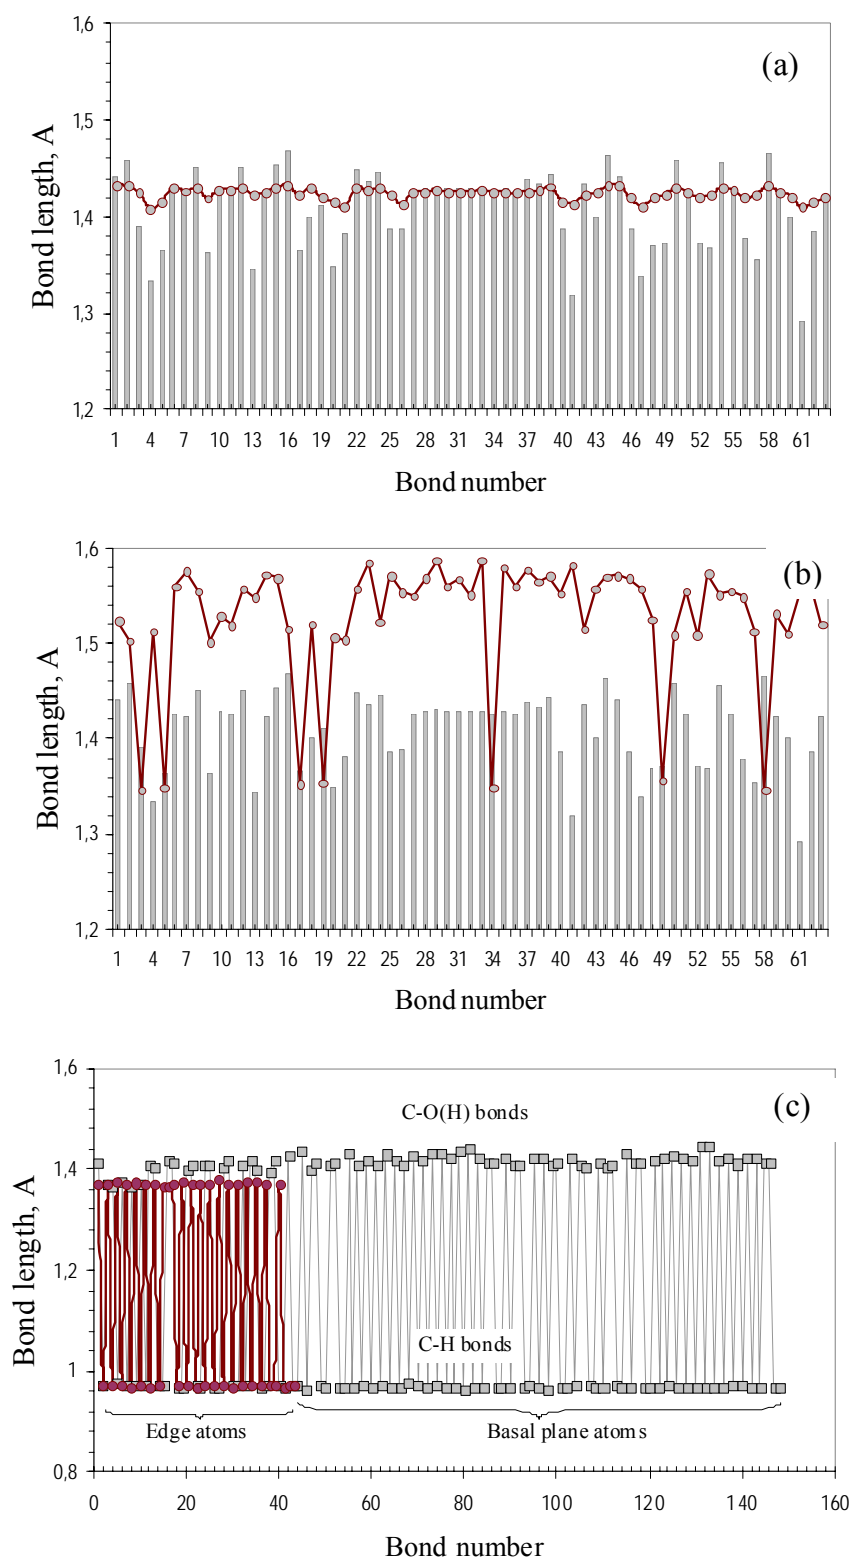 1,6
(a)
1,5
1,4
1,3
1,2
Bond length, A
1 4 7 10 13 16 19 22 25 28 31 34 37 40 43 46 49 52 55 58 61
Bond number
1,6
(b)
1,5
1,4
1,3
1,2
Bond length, A
1 4 7 10 13 16 19 22 25 28 31 34 37 40 43 46 49 52 55 58 61
Bond number
1,6
(c)
C-O(H) bonds
1,4
1,2
C-H bonds
1
Edge atoms
Basal plane atoms
0,8
Bond length, A
0 20 40 60 80 100 120 140 160
Bond number